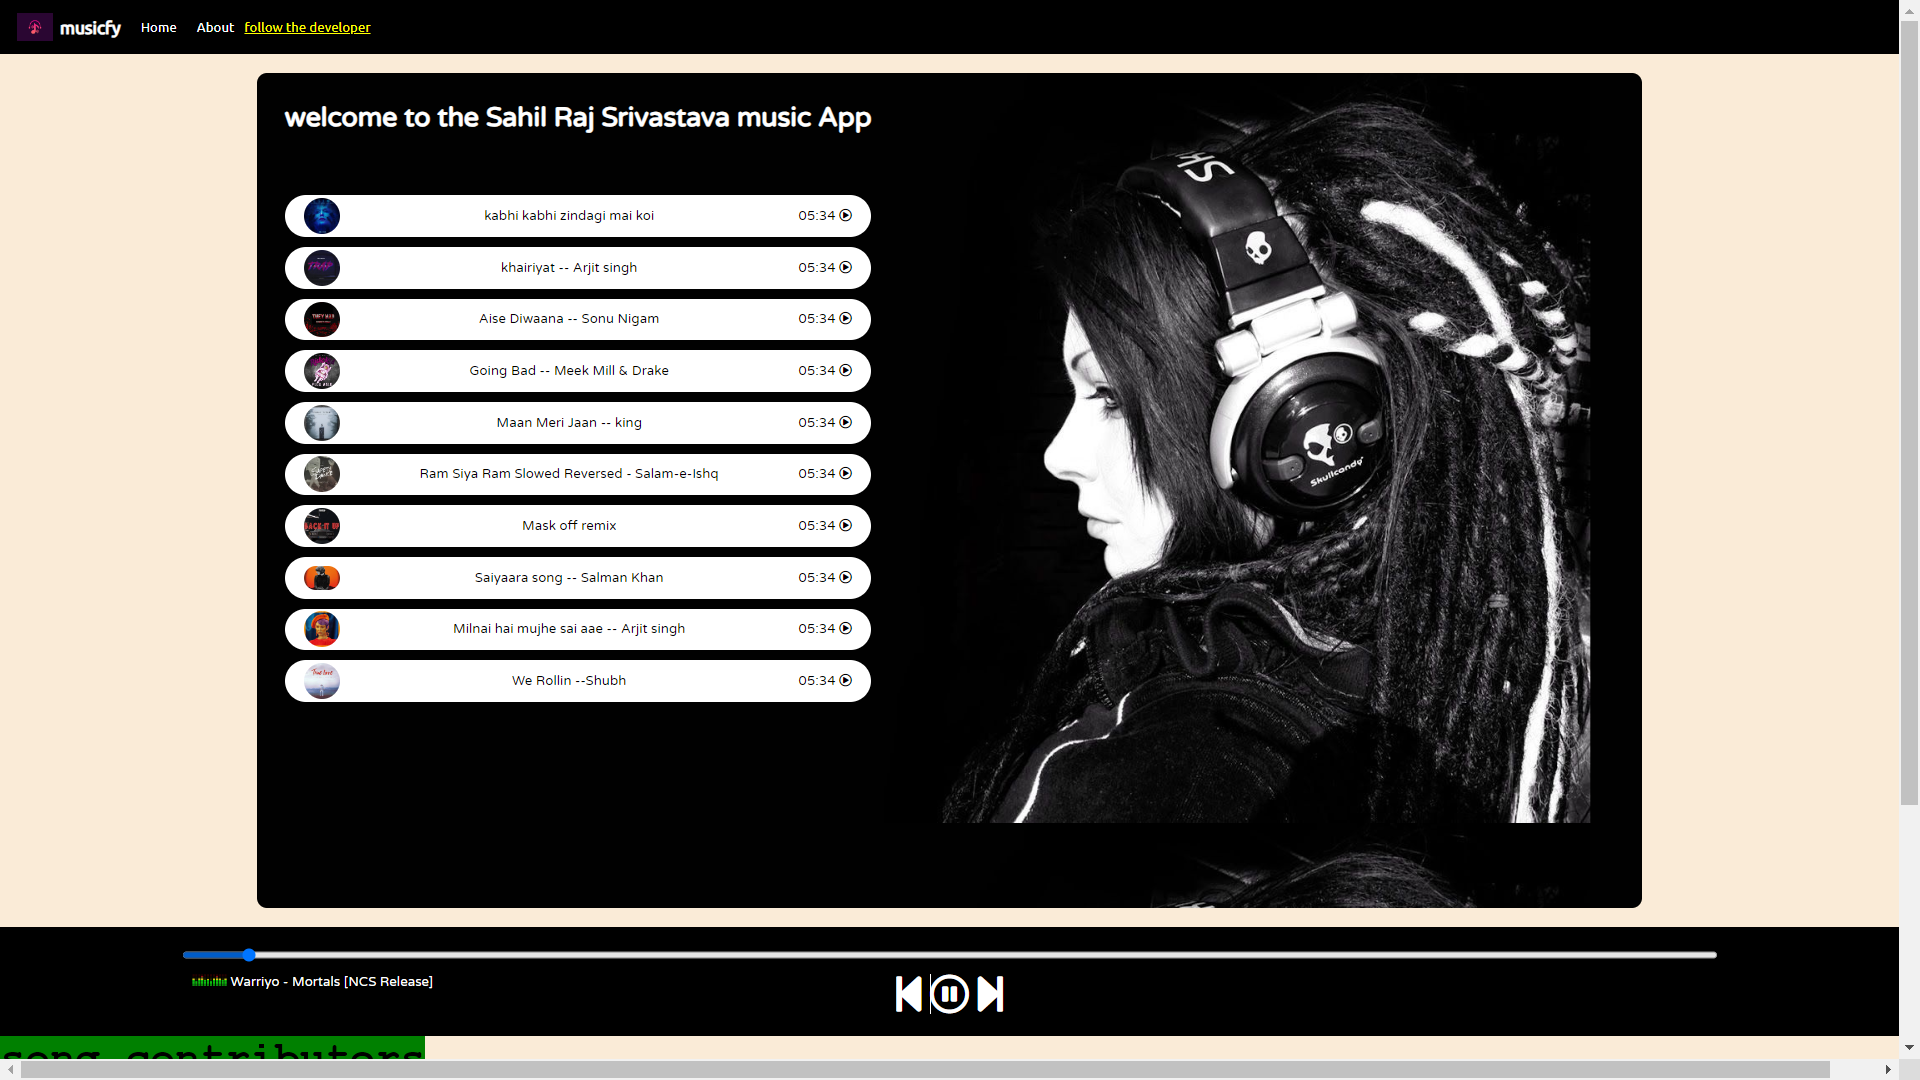 musicfy Home About follow the developer
welcome to the Sahil Raj Srivastava music App
kabhi kabhi zindagi mai koi 05:34
khairiyat -- Arjit singh 05:34
Aise Diwaana -- Sonu Nigam 05:34
Going Bad -- Meek Mill & Drake 05:34
Maan Meri Jaan -- king 05:34
Ram Siya Ram Slowed Reversed - Salam-e-Ishq 05:34
Mask off remix 05:34
Saiyaara song -- Salman Khan 05:34
Milnai hai mujhe sai aae -- Arjit singh 05:34
We Rollin --Shubh 05:34
Skullcandy
Warriyo - Mortals [NCS Release]
song contributors